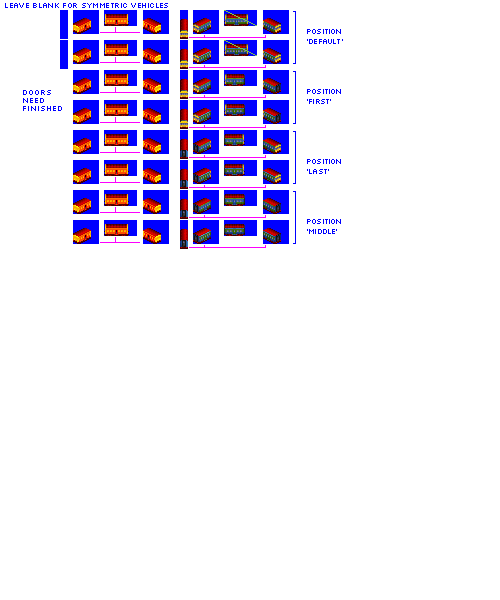 LEAVE BLANK FOR SYMMETRIC VEHICLES
POSITION
'DEFAULT'
DOORS
NEED
FINISHED
POSITION
'FIRST'
POSITION
'LAST'
POSITION
'MIDDLE'